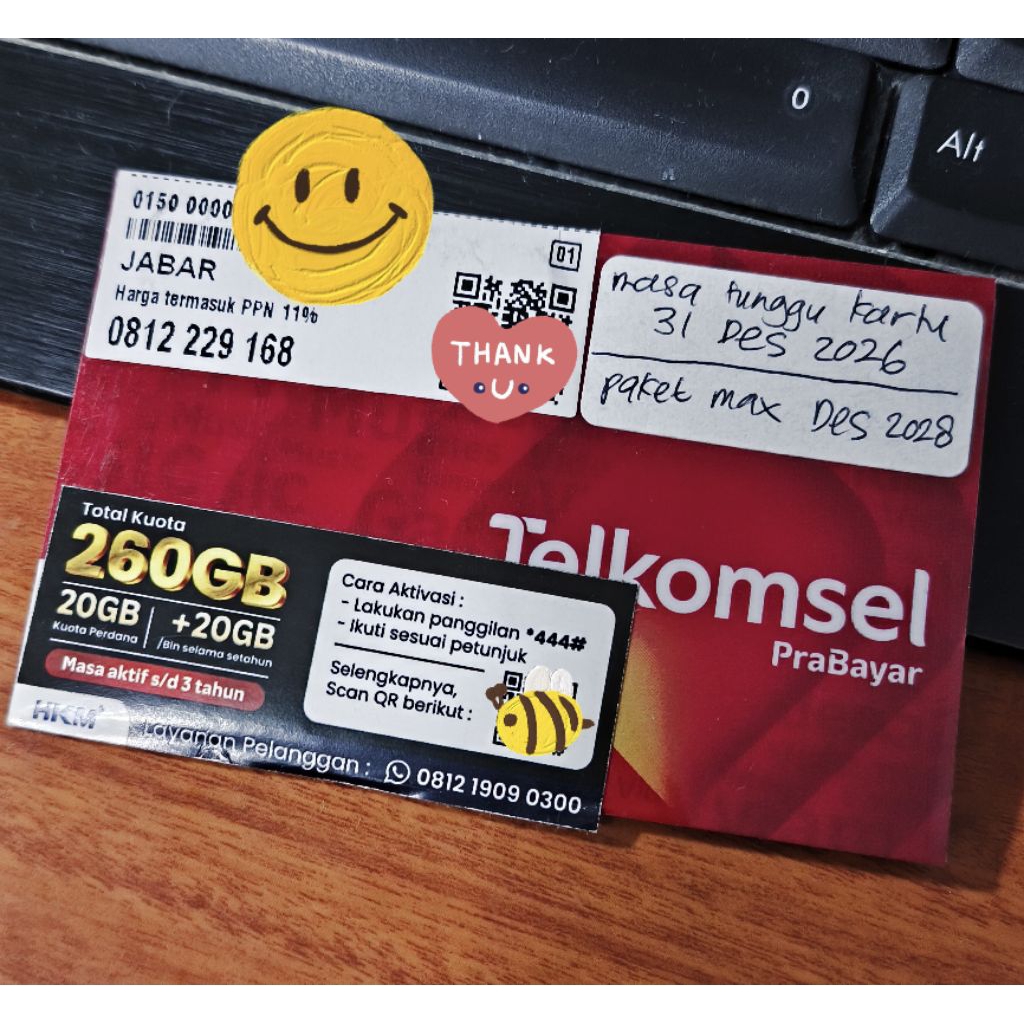 0
Alt
0150 0000
01
JABAR
Harga termasuk PPN 11%
0812 229 168
THANK
U
masa tunggu kartu
31 Des 2026
paket max Des 2028
Telkomsel
PraBayar
Total Kuota
260GB
20GB
Kuota Perdana
+20GB
/Bln selama setahun
Masa aktif s/d 3 tahun
Cara Aktivasi :
- Lakukan panggilan *444#
- Ikuti sesuai petunjuk
Selengkapnya,
Scan QR berikut :
HKM+
Layanan Pelanggan : 0812 1909 0300